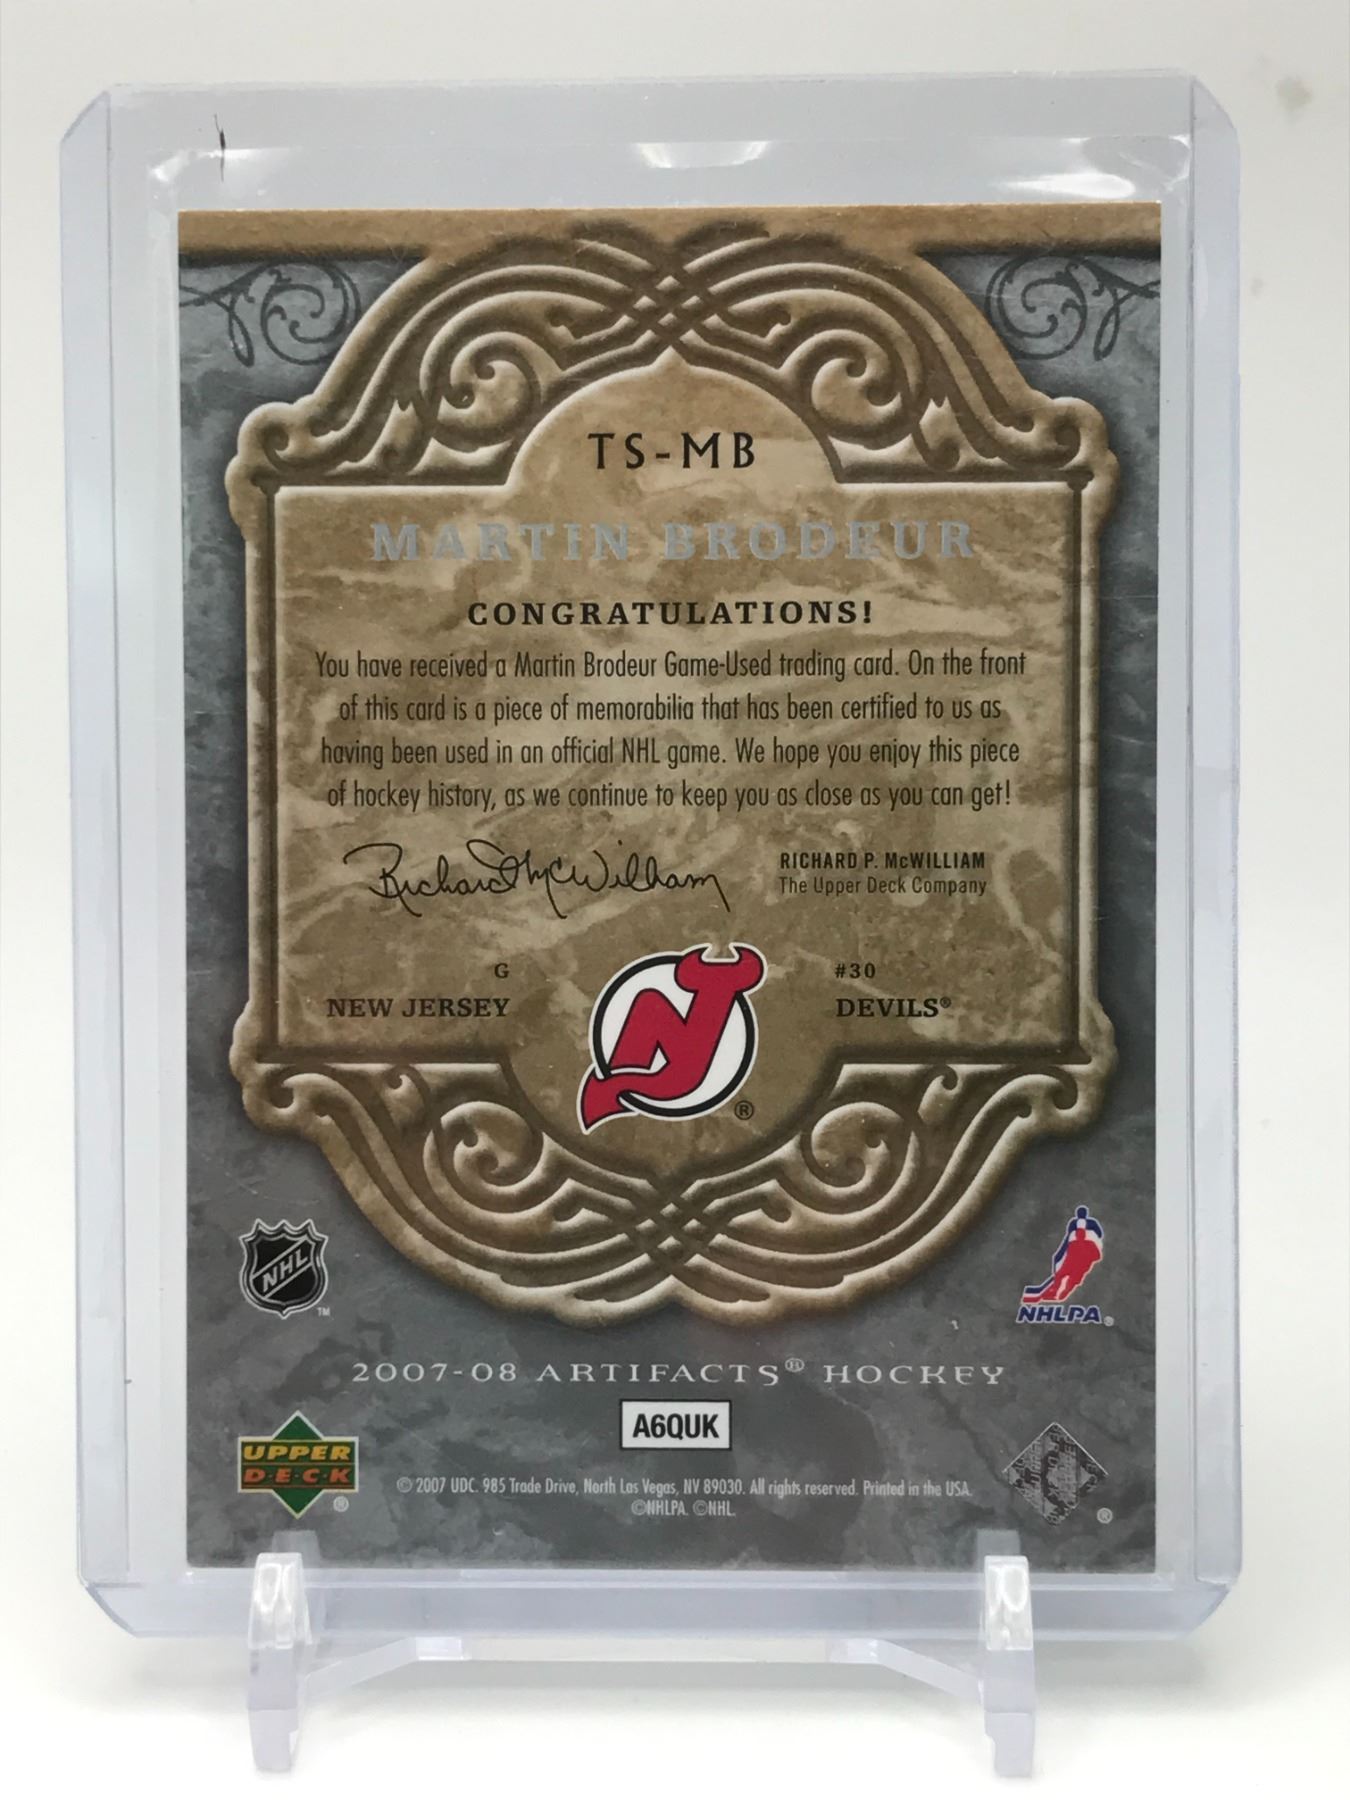 TS-MB
MARTIN BRODEUR
CONGRATULATIONS!
You have received a Martin Brodeur Game-Used trading card. On the front
of this card is a piece of memorabilia that has been certified to us as
having been used in an official NHL game. We hope you enjoy this piece
of hockey history, as we continue to keep you as close as you can get!
Richard McWilliam
RICHARD P. McWILLIAM
The Upper Deck Company
G
#30
NEW JERSEY
DEVILS®
®
NHL
™
NHLPA®
2007-08 ARTIFACTS® HOCKEY
A6QUK
UPPER
DECK
®
©2007 UDC. 985 Trade Drive, North Las Vegas, NV 89030. All rights reserved. Printed in the USA.
©NHLPA. ©NHL.
®